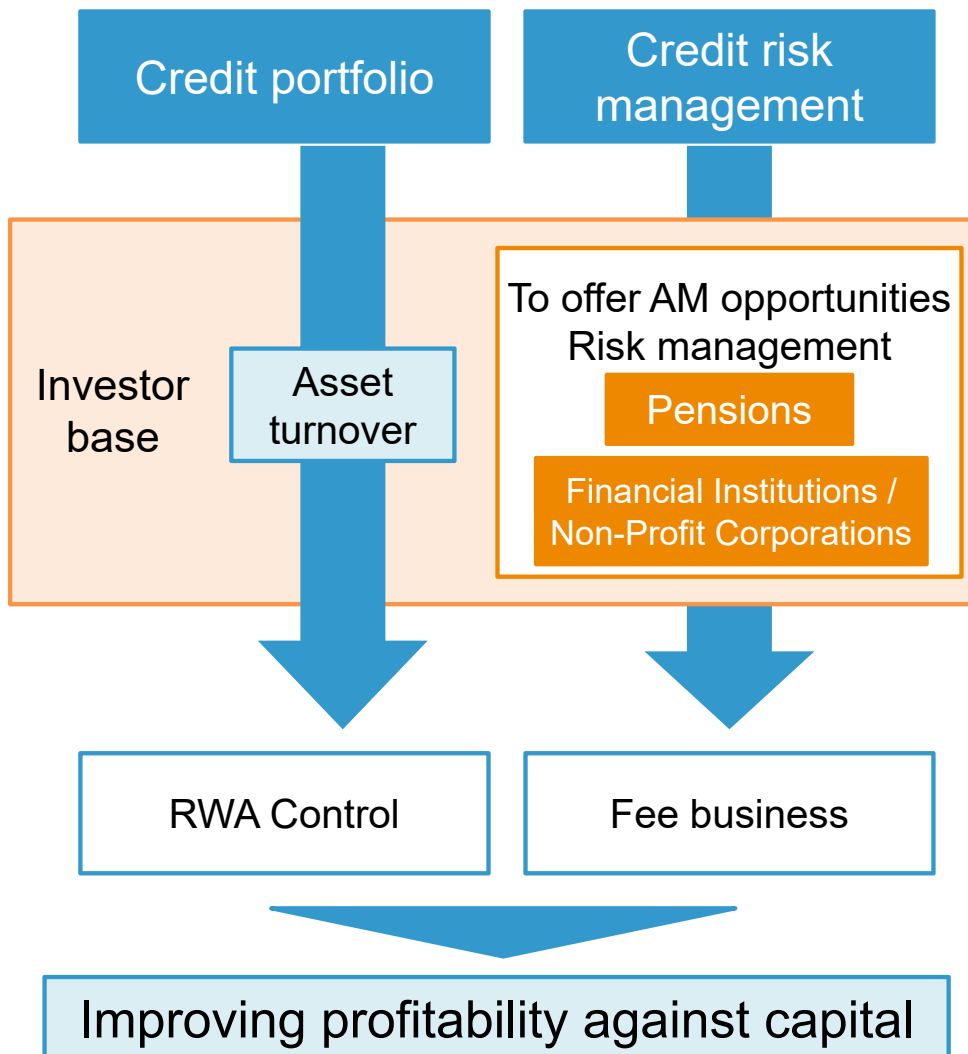 Credit portfolio
Credit risk
management
Investor
base
Asset
turnover
To offer AM opportunities
Risk management
Pensions
Financial Institutions /
Non-Profit Corporations
RWA Control
Fee business
Improving profitability against capital